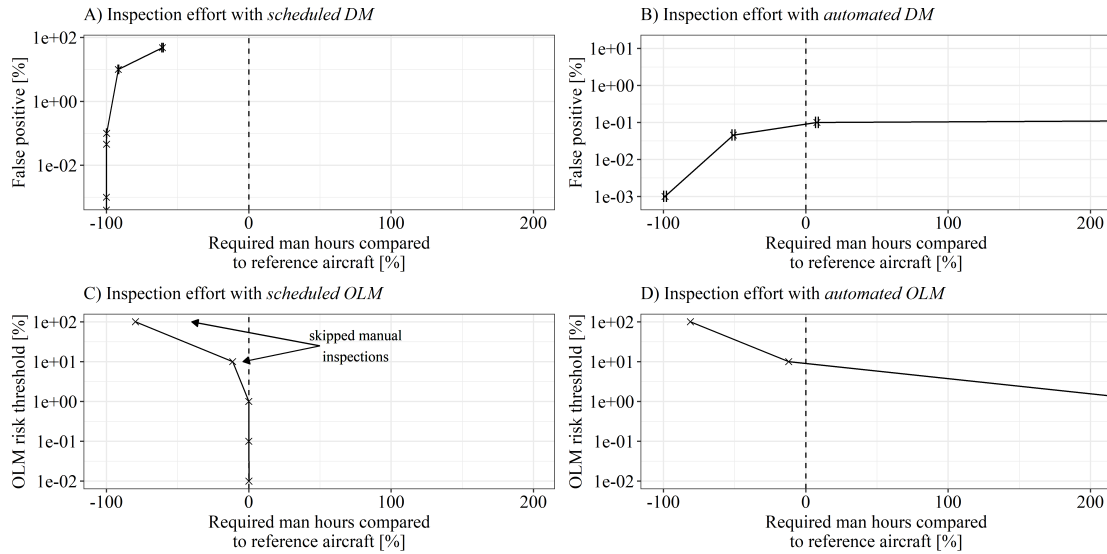 A) Inspection effort with scheduled DM
False positive [%]
1e+02
1e+00
1e-02
-100 0 100 200
Required man hours compared
to reference aircraft [%]
B) Inspection effort with automated DM
False positive [%]
1e+01
1e+00
1e-01
1e-02
1e-03
-100 0 100 200
Required man hours compared
to reference aircraft [%]
C) Inspection effort with scheduled OLM
OLM risk threshold [%]
1e+02
1e+01
1e+00
1e-01
1e-02
skipped manual
inspections
-100 0 100 200
Required man hours compared
to reference aircraft [%]
D) Inspection effort with automated OLM
OLM risk threshold [%]
1e+02
1e+01
1e+00
1e-01
1e-02
-100 0 100 200
Required man hours compared
to reference aircraft [%]